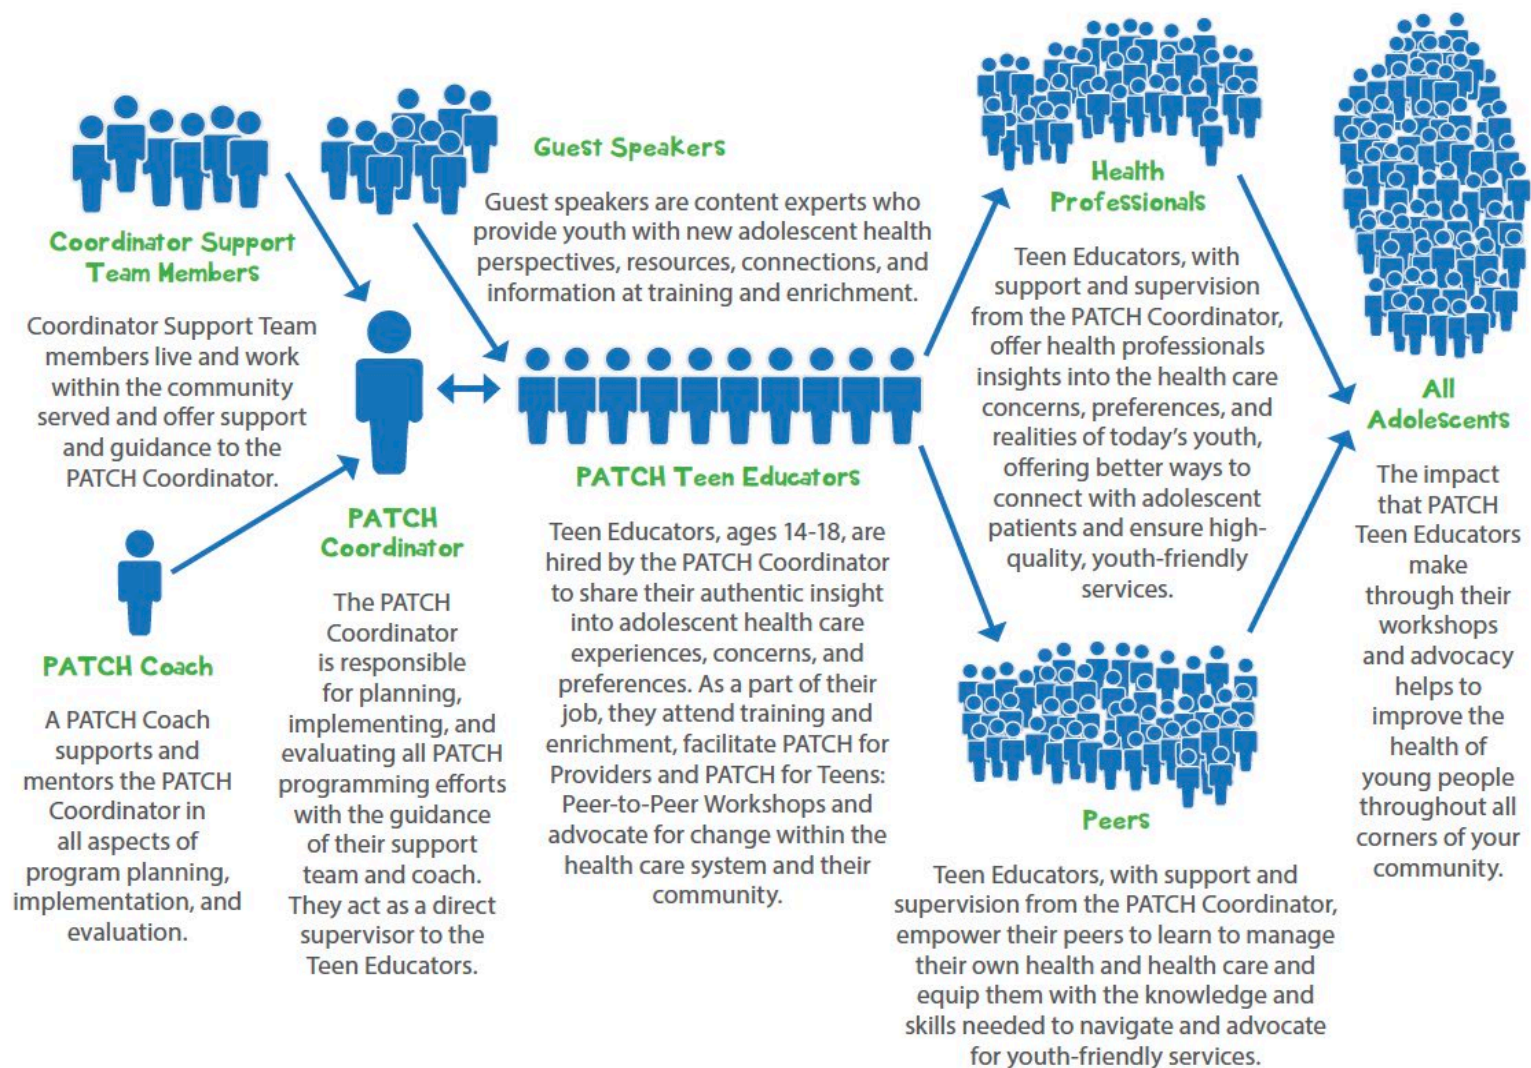 Coordinator Support
Team Members
Coordinator Support Team
members live and work
within the community
served and offer support
and guidance to the
PATCH Coordinator.
PATCH Coach
A PATCH Coach
supports and
mentors the PATCH
Coordinator in
all aspects of
program planning,
implementation, and
evaluation.
PATCH
Coordinator
The PATCH
Coordinator
is responsible
for planning,
implementing, and
evaluating all PATCH
programming efforts
with the guidance
of their support
team and coach.
They act as a direct
supervisor to the
Teen Educators.
Guest Speakers
Guest speakers are content experts who
provide youth with new adolescent health
perspectives, resources, connections, and
information at training and enrichment.
PATCH Teen Educators
Teen Educators, ages 14-18, are
hired by the PATCH Coordinator
to share their authentic insight
into adolescent health care
experiences, concerns, and
preferences. As a part of their
job, they attend training and
enrichment, facilitate PATCH for
Providers and PATCH for Teens:
Peer-to-Peer Workshops and
advocate for change within the
health care system and their
community.
Health
Professionals
Teen Educators, with
support and supervision
from the PATCH Coordinator,
offer health professionals
insights into the health care
concerns, preferences, and
realities of today's youth,
offering better ways to
connect with adolescent
patients and ensure high-
quality, youth-friendly
services.
Peers
Teen Educators, with support and
supervision from the PATCH Coordinator,
empower their peers to learn to manage
their own health and health care and
equip them with the knowledge and
skills needed to navigate and advocate
for youth-friendly services.
All
Adolescents
The impact
that PATCH
Teen Educators
make
through their
workshops
and advocacy
helps to
improve the
health of
young people
throughout all
corners of your
community.